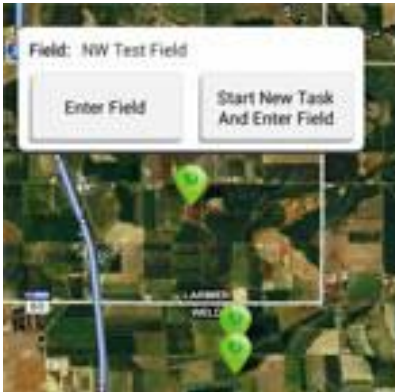 Field: NW Test Field
Enter Field
Start New Task
And Enter Field
LARIMER
WELD